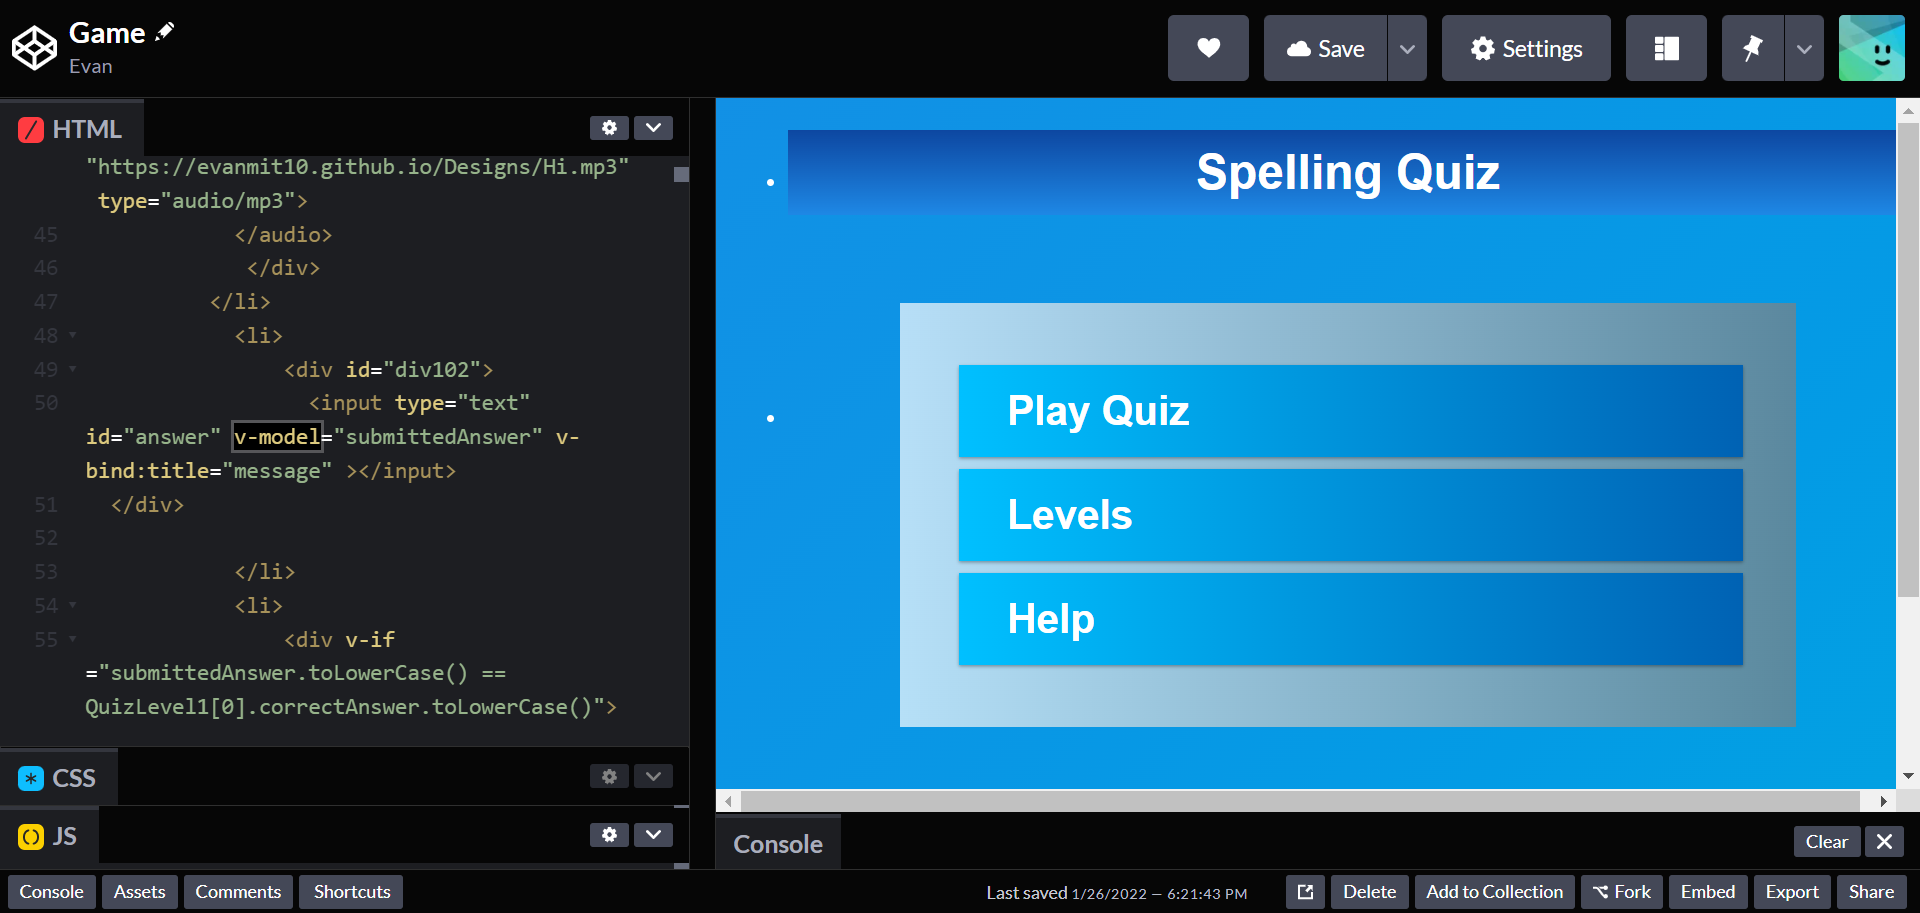 Game
Evan
Save
Settings
HTML
"https://evanmit10.github.io/Designs/Hi.mp3"
type="audio/mp3">
45 </audio>
46 </div>
47 </li>
48 <li>
49 <div id="div102">
50 <input type="text"
id="answer" v-model="submittedAnswer" v-
bind:title="message" ></input>
51 </div>
52
53 </li>
54 <li>
55 <div v-if
="submittedAnswer.toLowerCase() ==
QuizLevel1[0].correctAnswer.toLowerCase()">
CSS
JS
Spelling Quiz
Play Quiz
Levels
Help
Console
Clear
Console Assets Comments Shortcuts
Last saved 1/26/2022 — 6:21:43 PM
Delete Add to Collection Fork Embed Export Share